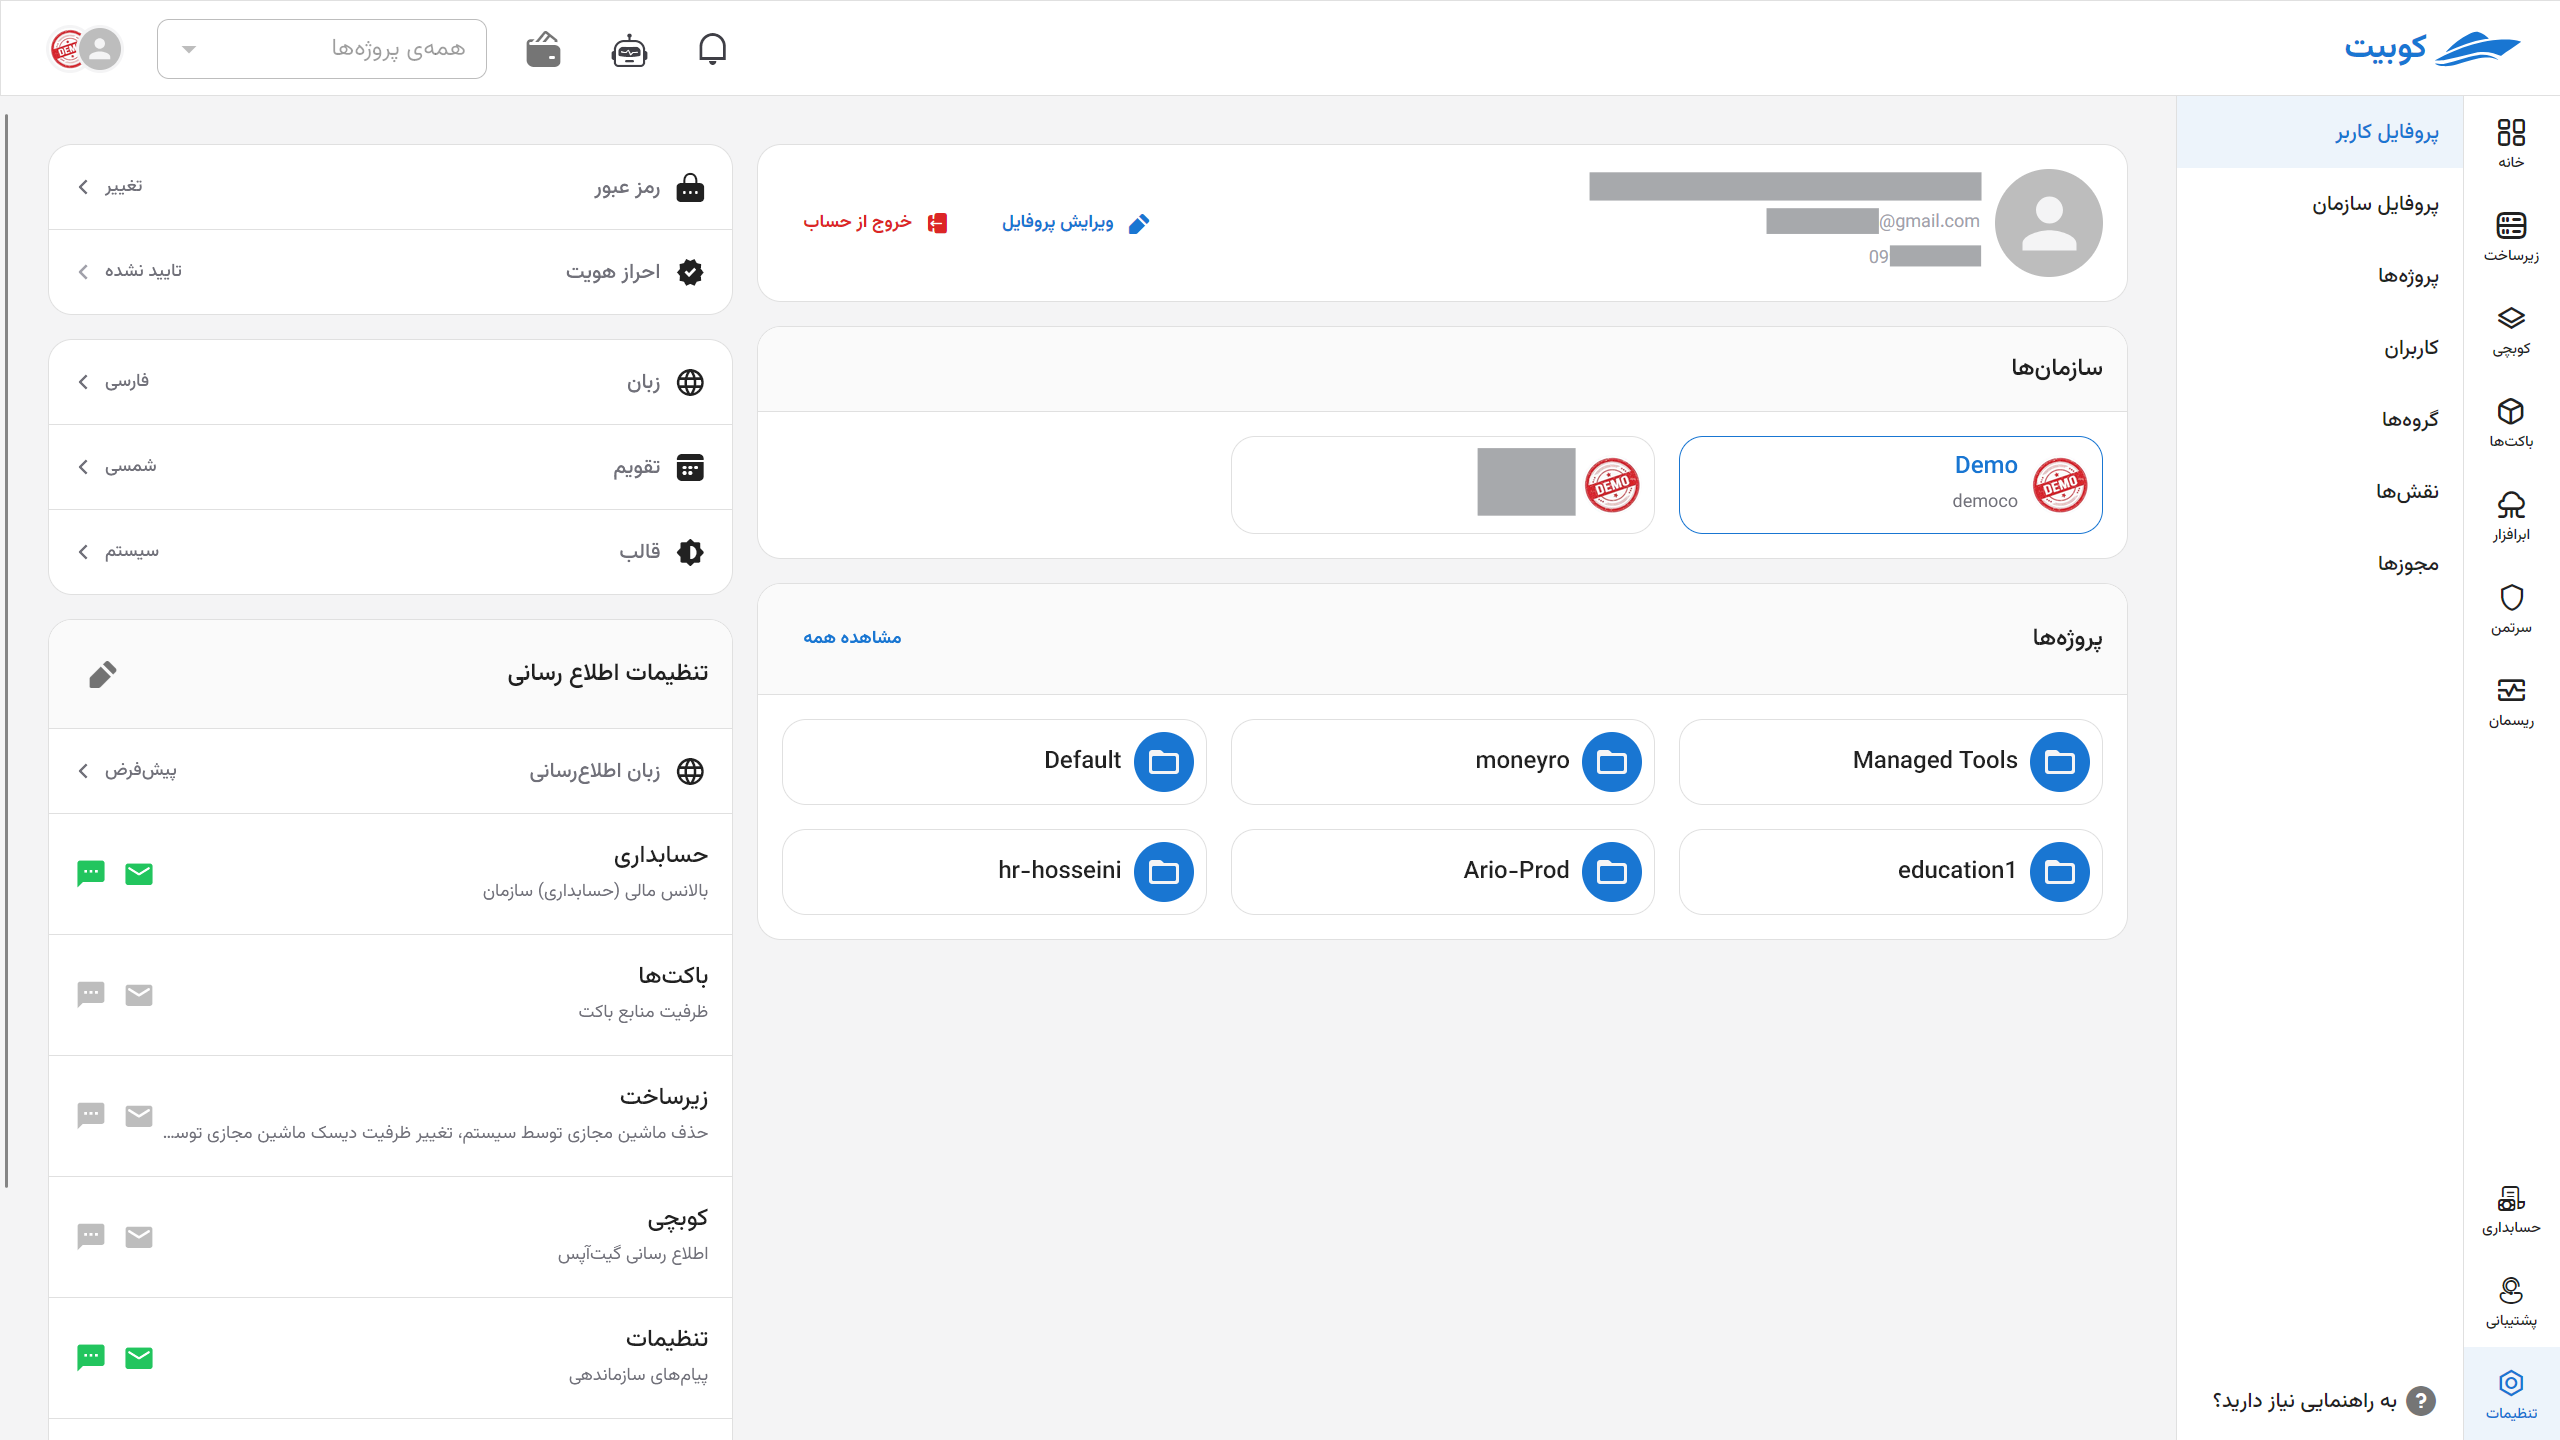 کوبیت
همه‌ی پروژه‌ها
DEMO
خانه
زیرساخت
کوبچی
باکت‌ها
ابرافزار
سرتمن
ریسمان
حسابداری
پشتیبانی
تنظیمات
پروفایل کاربر
پروفایل سازمان
پروژه‌ها
کاربران
گروه‌ها
نقش‌ها
مجوزها
به راهنمایی نیاز دارید؟
@gmail.com
09
ویرایش پروفایل
خروج از حساب
سازمان‌ها
DEMO
Demo
democo
DEMO
پروژه‌ها
مشاهده همه
Managed Tools
moneyro
Default
education1
Ario-Prod
hr-hosseini
رمز عبور
تغییر
احراز هویت
تایید نشده
زبان
فارسی
تقویم
شمسی
قالب
سیستم
تنظیمات اطلاع رسانی
زبان اطلاع‌رسانی
پیش‌فرض
حسابداری
بالانس مالی (حسابداری) سازمان
باکت‌ها
ظرفیت منابع باکت
زیرساخت
حذف ماشین مجازی توسط سیستم، تغییر ظرفیت دیسک ماشین مجازی توس...
کوبچی
اطلاع رسانی گیت‌آپس
تنظیمات
پیام‌های سازماندهی